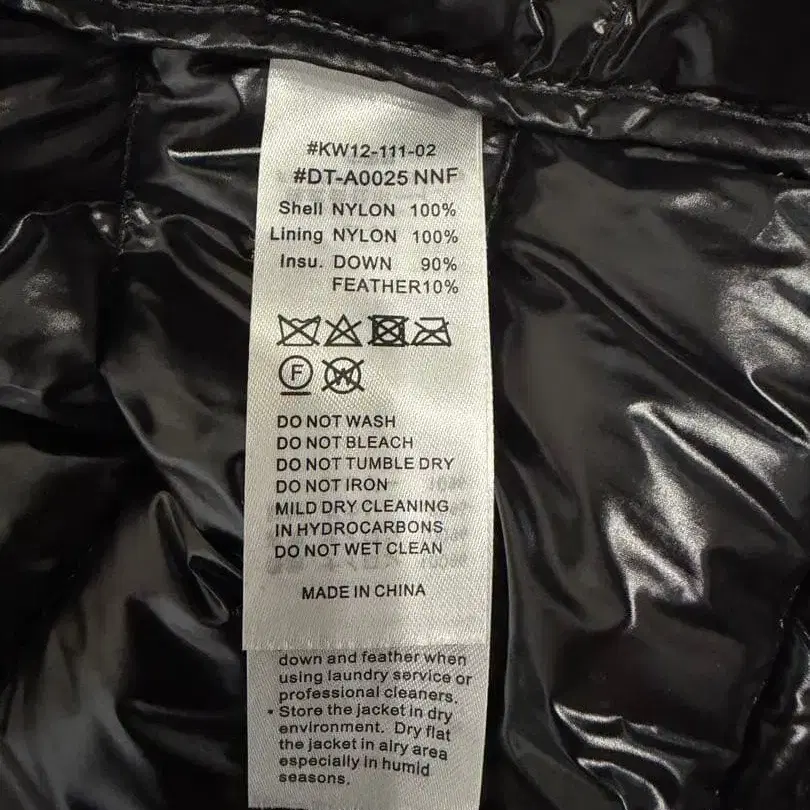 #KW12-111-02
#DT-A0025 NNF
Shell NYLON 100%
Lining NYLON 100%
Insu. DOWN 90%
FEATHER10%
F
W
DO NOT WASH
DO NOT BLEACH
DO NOT TUMBLE DRY
DO NOT IRON
MILD DRY CLEANING
IN HYDROCARBONS
DO NOT WET CLEAN
MADE IN CHINA
down and feather when
using laundry service or
professional cleaners.
• Store the jacket in dry
environment. Dry flat
the jacket in airy area
especially in humid
seasons.